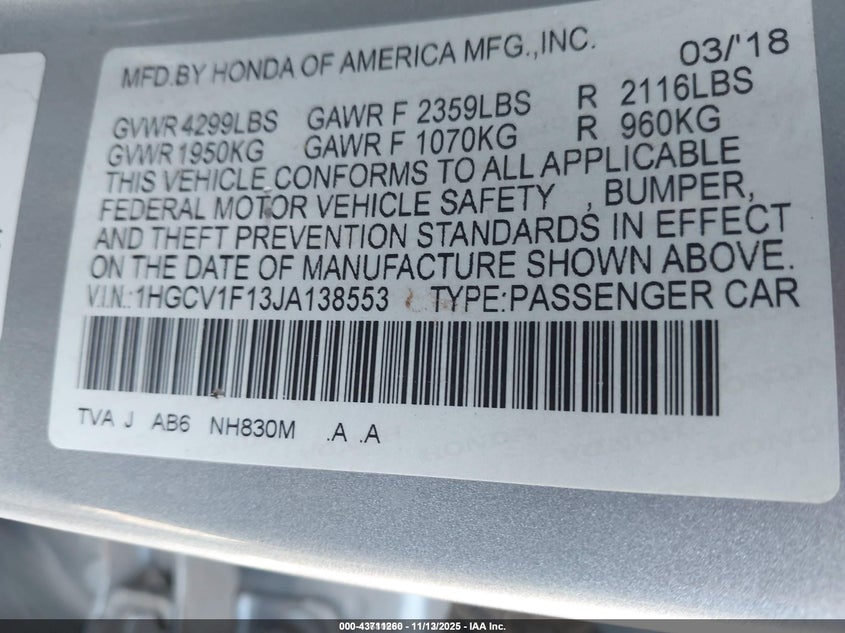 MFD.BY HONDA OF AMERICA MFG.,INC. 03/'18
GVWR 4299LBS GAWR F 2359LBS R 2116LBS
GVWR 1950KG GAWR F 1070KG R 960KG
THIS VEHICLE CONFORMS TO ALL APPLICABLE
FEDERAL MOTOR VEHICLE SAFETY , BUMPER,
AND THEFT PREVENTION STANDARDS IN EFFECT
ON THE DATE OF MANUFACTURE SHOWN ABOVE.
V.I.N.:1HGCV1F13JA138553 TYPE:PASSENGER CAR
TVA J AB6 NH830M .A .A
000-43711260 - 11/13/2025 - IAA Inc.